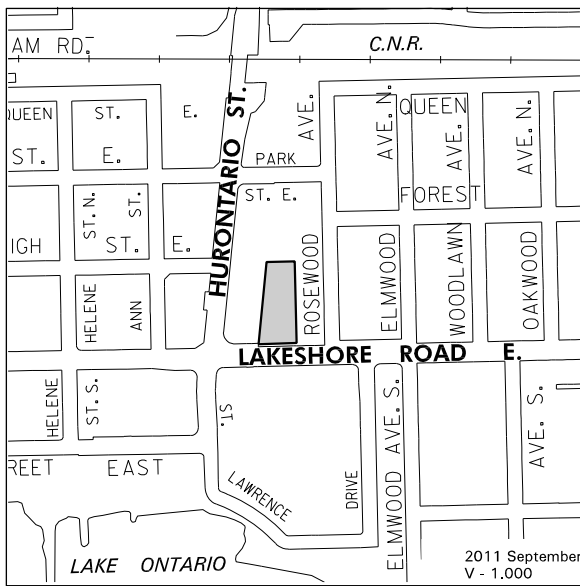 AM RD.
C.N.R.
QUEEN ST. E.
ST. E.
HURONTARIO ST.
PARK
ST. E.
AVE.
ROSEWOOD
AVE. N.
ELMWOOD
QUEEN
FOREST
AVE.
WOODLAWN
AVE. N.
OAKWOOD
IGH ST. E.
ST. N.
HELENE
ST.
ANN
LAKESHORE ROAD E.
HELENE
ST. S.
ST.
REET EAST
LAWRENCE
DRIVE
ELMWOOD AVE. S.
AVE. S.
LAKE ONTARIO
2011 September
V - 1.000